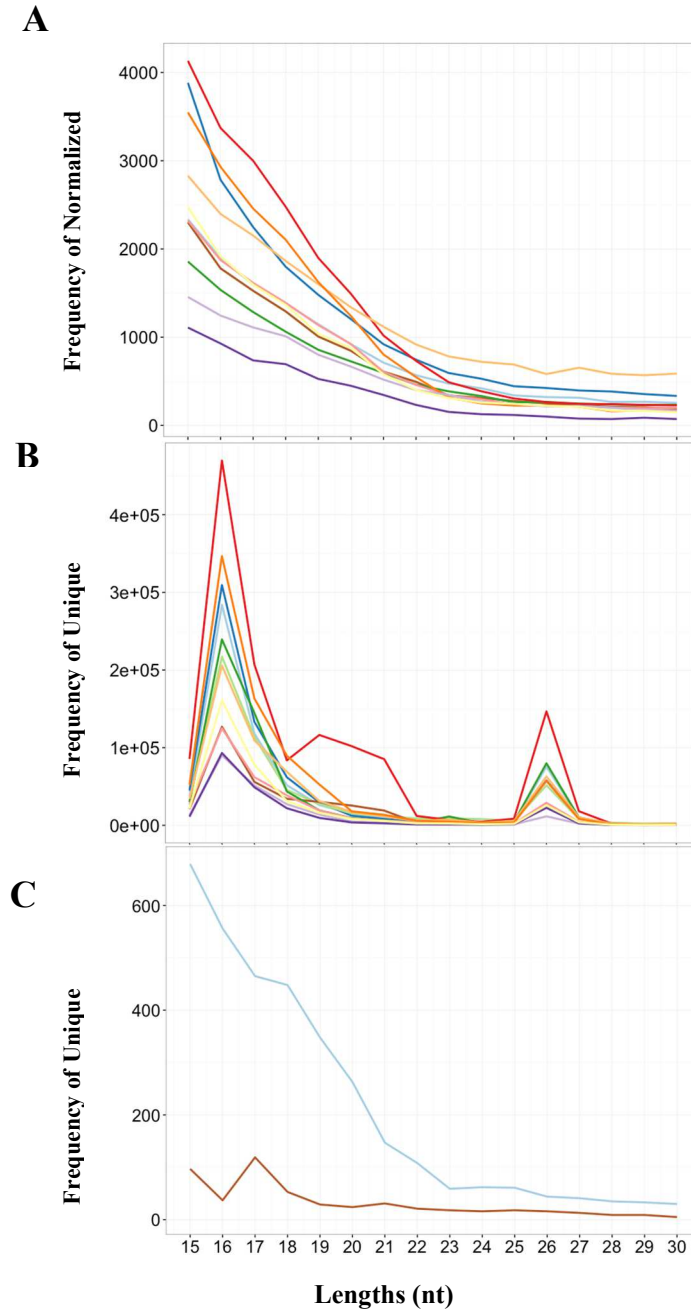 A
Frequency of Normalized
4000
3000
2000
1000
0
B
Frequency of Unique
4e+05
3e+05
2e+05
1e+05
0e+00
C
Frequency of Unique
600
400
200
0
15 16 17 18 19 20 21 22 23 24 25 26 27 28 29 30
Lengths (nt)